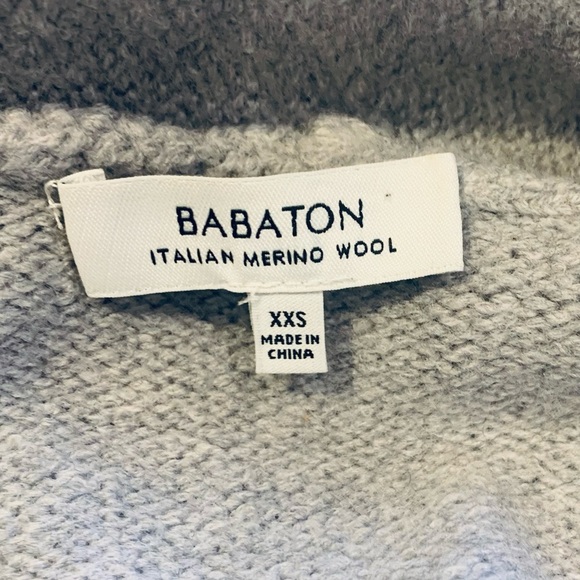 BABATON
ITALIAN MERINO WOOL
XXS
MADE IN
CHINA